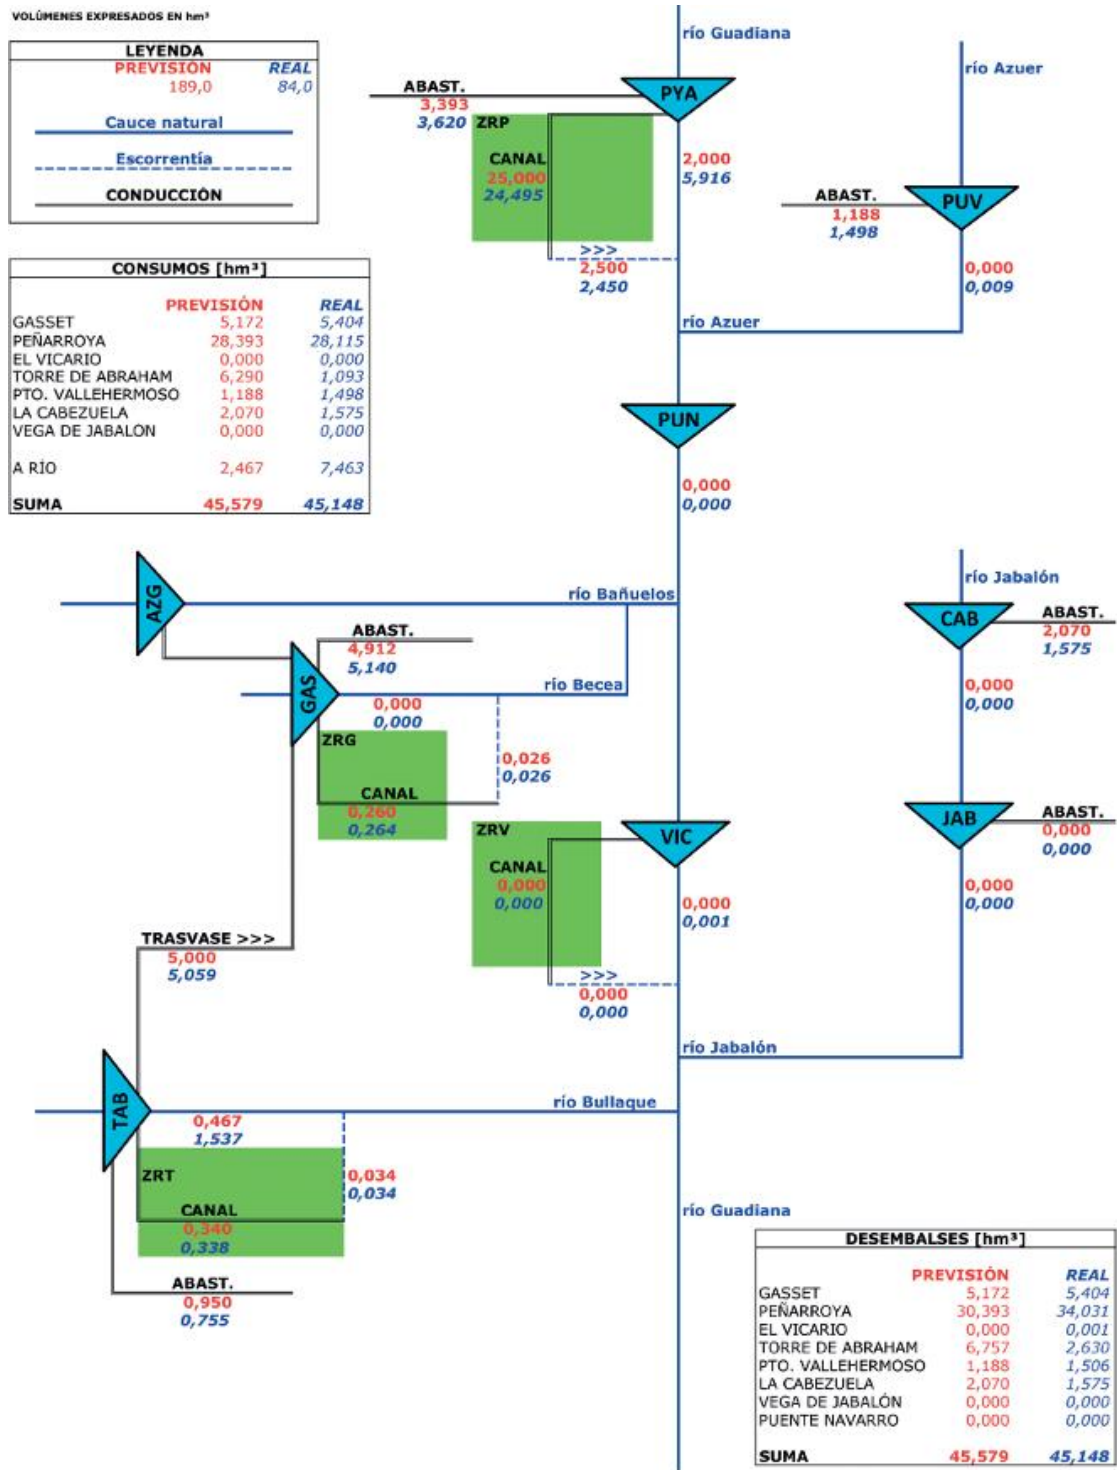 VOLÚMENES EXPRESADOS EN hm³
LEYENDA
PREVISIÓN REAL
189,0 84,0
Cauce natural
Escorrentía
CONDUCCIÓN
río Guadiana
río Azuer
PYA
ABAST.
3,393
3,620
ZRP
CANAL
25,000
24,495
2,000
5,916
>>>
2,500
2,450
PUV
ABAST.
1,188
1,498
0,000
0,009
río Azuer
CONSUMOS [hm³]
PREVISIÓN REAL
GASSET 5,172 5,404
PEÑARROYA 28,393 28,115
EL VICARIO 0,000 0,000
TORRE DE ABRAHAM 6,290 1,093
PTO. VALLEHERMOSO 1,188 1,498
LA CABEZUELA 2,070 1,575
VEGA DE JABALÓN 0,000 0,000
A RÍO 2,467 7,463
SUMA 45,579 45,148
PUN
0,000
0,000
AZG
río Bañuelos
ABAST.
4,912
5,140
GAS
río Becea
0,000
0,000
ZRG
0,026
0,026
CANAL
0,260
0,264
río Jabalón
CAB
ABAST.
2,070
1,575
0,000
0,000
ZRV
VIC
CANAL
0,000
0,000
0,000
0,001
>>>
0,000
0,000
JAB
ABAST.
0,000
0,000
0,000
0,000
TRASVASE >>>
5,000
5,059
río Jabalón
TAB
río Bullaque
0,467
1,537
ZRT
0,034
0,034
CANAL
0,340
0,338
ABAST.
0,950
0,755
río Guadiana
DESEMBALSES [hm³]
PREVISIÓN REAL
GASSET 5,172 5,404
PEÑARROYA 30,393 34,031
EL VICARIO 0,000 0,001
TORRE DE ABRAHAM 6,757 2,630
PTO. VALLEHERMOSO 1,188 1,506
LA CABEZUELA 2,070 1,575
VEGA DE JABALÓN 0,000 0,000
PUENTE NAVARRO 0,000 0,000
SUMA 45,579 45,148